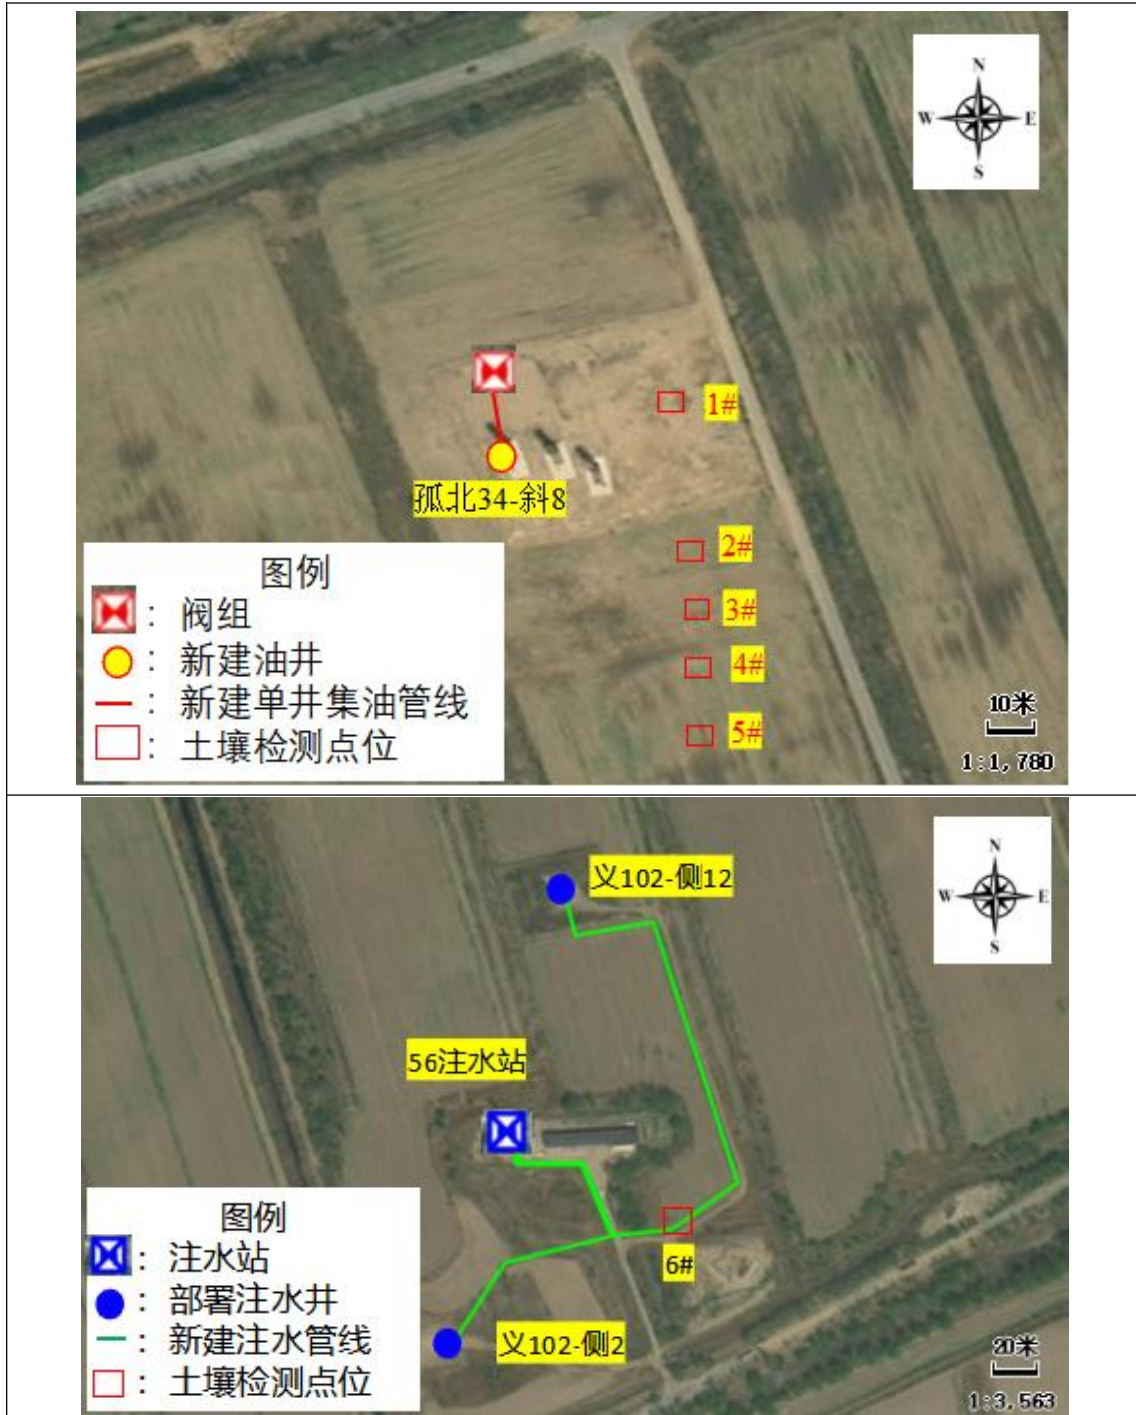 N
W E
S
1#
孤北34-斜8
2#
3#
4#
5#
图例
：阀组
：新建油井
：新建单井集油管线
：土壤检测点位
10米
1:1,780
N
W E
S
义102-侧12
56注水站
6#
义102-侧2
图例
：注水站
：部署注水井
：新建注水管线
：土壤检测点位
20米
1:3,563